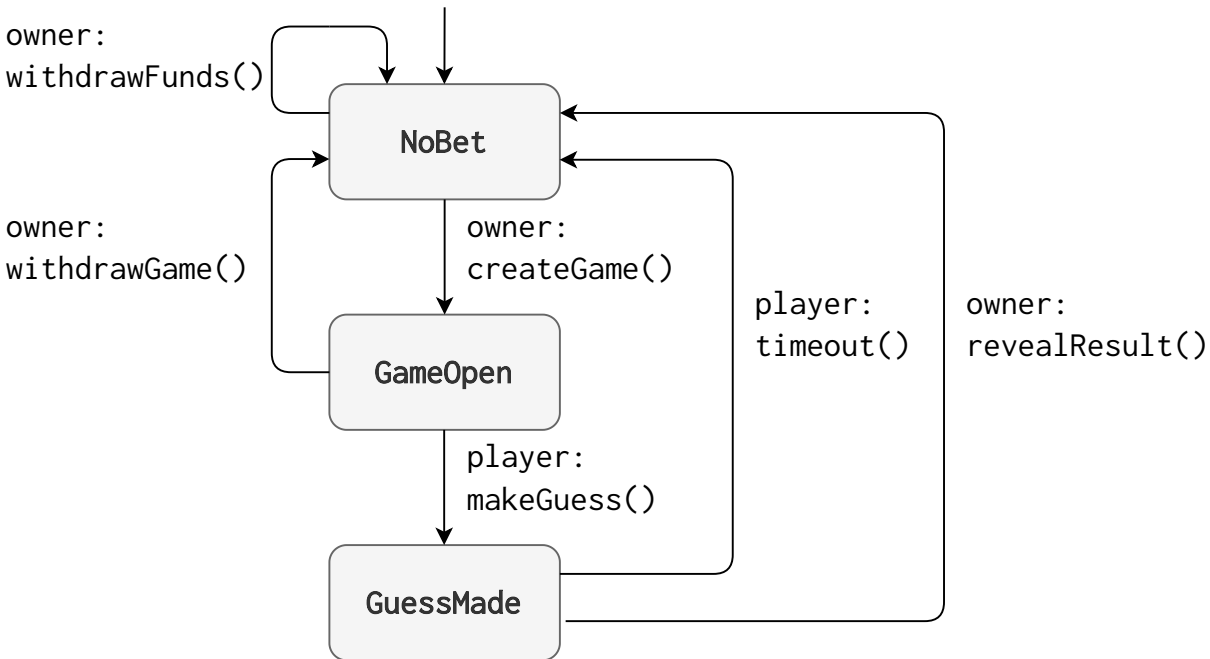 owner:
withdrawFunds()
NoBet
owner:
withdrawGame()
owner:
createGame()
player:
timeout()
owner:
revealResult()
GameOpen
player:
makeGuess()
GuessMade